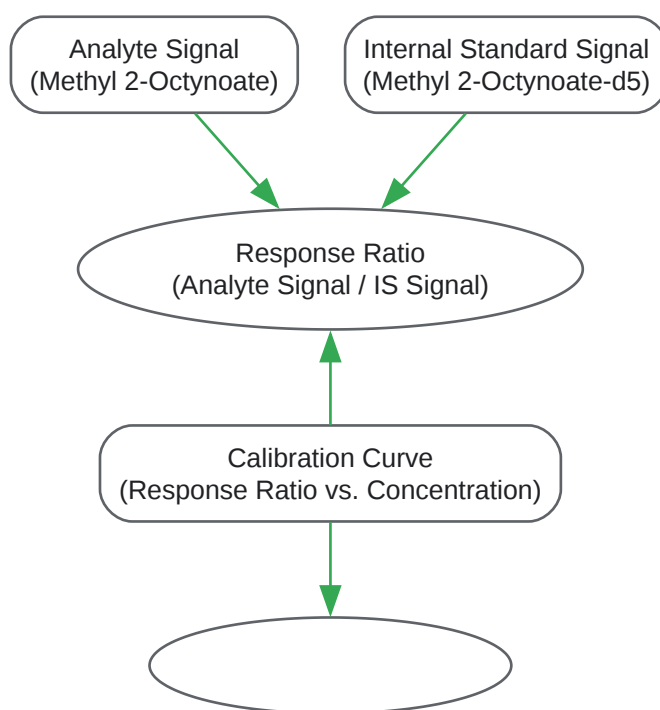 Analyte Signal
(Methyl 2-Octynoate)
Internal Standard Signal
(Methyl 2-Octynoate-d5)
Response Ratio
(Analyte Signal / IS Signal)
Calibration Curve
(Response Ratio vs. Concentration)